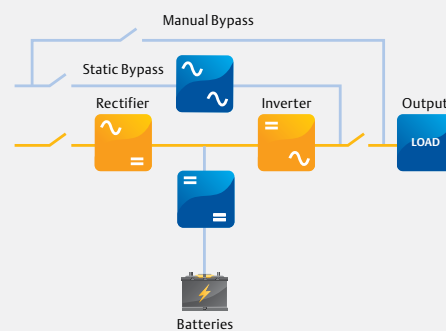 Manual Bypass
Static Bypass
Rectifier
Inverter
Output
LOAD
Batteries